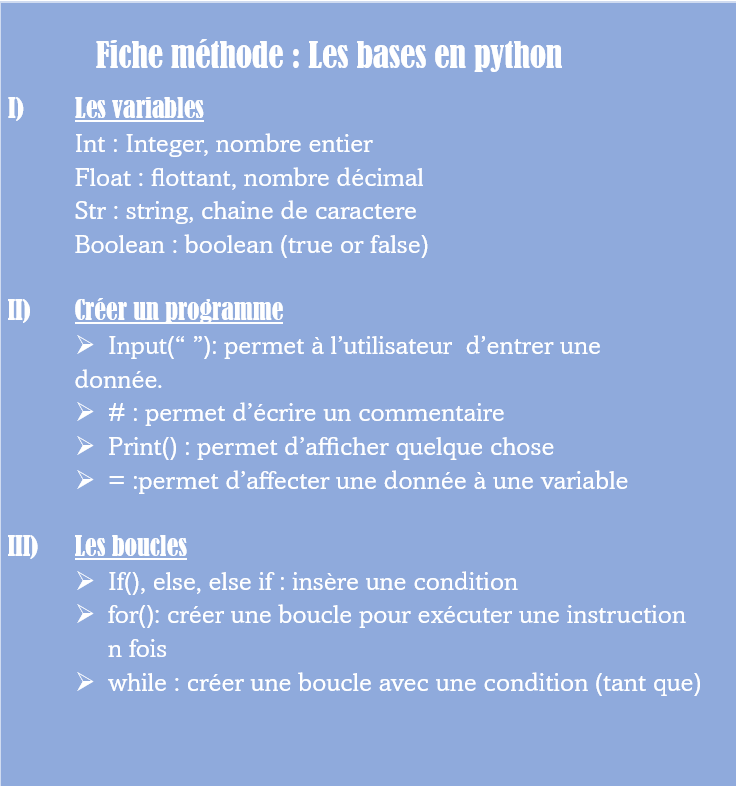 Fiche méthode : Les bases en python
I) Les variables
Int : Integer, nombre entier
Float : flottant, nombre décimal
Str : string, chaine de caractere
Boolean : boolean (true or false)
II) Créer un programme
➢ Input(“ ”): permet à l’utilisateur d’entrer une
donnée.
➢ # : permet d’écrire un commentaire
➢ Print() : permet d’afficher quelque chose
➢ = :permet d’affecter une donnée à une variable
III) Les boucles
➢ If(), else, else if : insère une condition
➢ for(): créer une boucle pour exécuter une instruction
n fois
➢ while : créer une boucle avec une condition (tant que)